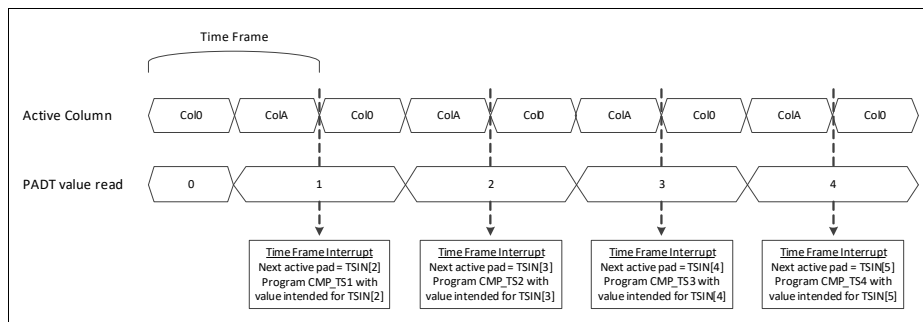 Time Frame
Active Column
Col0 ColA Col0 ColA Col0 ColA Col0 ColA Col0
PADT value read
0 1 2 3 4
Time Frame Interrupt
Next active pad = TSIN[2]
Program CMP_TS1 with
value intended for TSIN[2]
Time Frame Interrupt
Next active pad = TSIN[3]
Program CMP_TS2 with
value intended for TSIN[3]
Time Frame Interrupt
Next active pad = TSIN[4]
Program CMP_TS3 with
value intended for TSIN[4]
Time Frame Interrupt
Next active pad = TSIN[5]
Program CMP_TS4 with
value intended for TSIN[5]